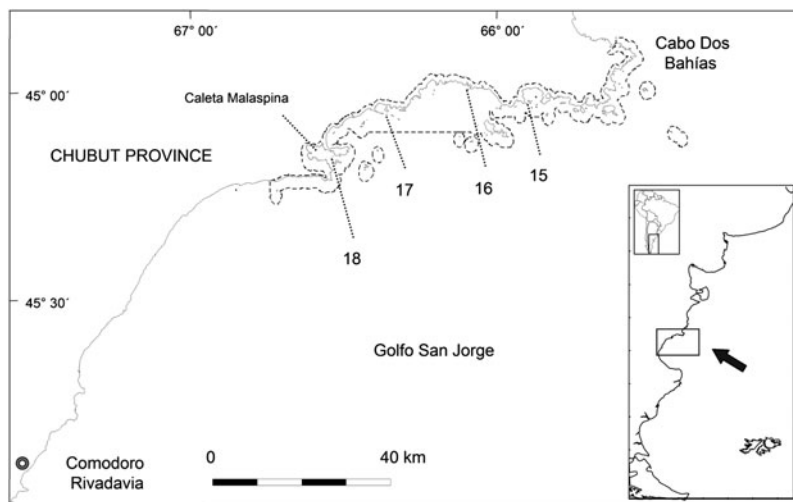 67° 00´
66° 00´
Cabo Dos
Bahías
45° 00´
Caleta Malaspina
CHUBUT PROVINCE
17
16
15
18
45° 30´
Golfo San Jorge
Comodoro
Rivadavia
0
40 km